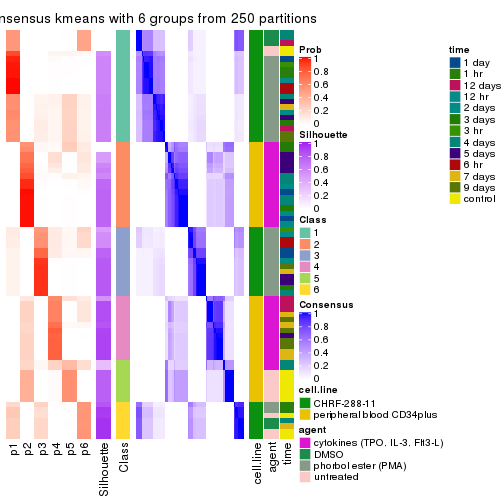 nsensus kmeans with 6 groups from 250 partitions
Prob
1
0.8
0.6
0.4
0.2
0
Silhouette
1
0.8
0.6
0.4
0.2
0
Class
1
2
3
4
5
6
Consensus
1
0.8
0.6
0.4
0.2
0
cell.line
CHRF-288-11
peripheral blood CD34plus
agent
cytokines (TPO, IL-3, Flt3-L)
DMSO
phorbol ester (PMA)
untreated
time
1 day
1 hr
12 days
12 hr
2 days
3 days
3 hr
4 days
5 days
6 hr
7 days
9 days
control
p1
p2
p3
p4
p5
p6
Silhouette
Class
cell.line
agent
time